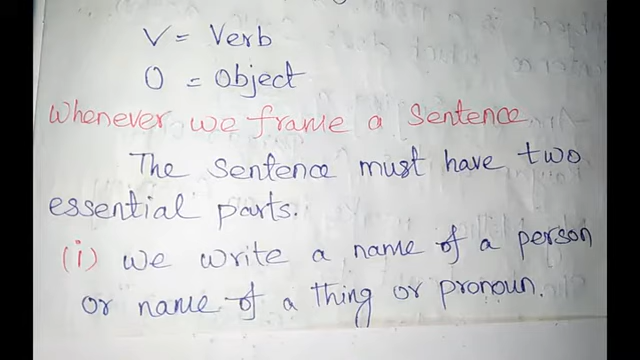 V = Verb
O = Object
Whenever we frame a Sentence
The Sentence must have two
essential parts.
(i) We write a name of a person
or name of a thing or pronoun.